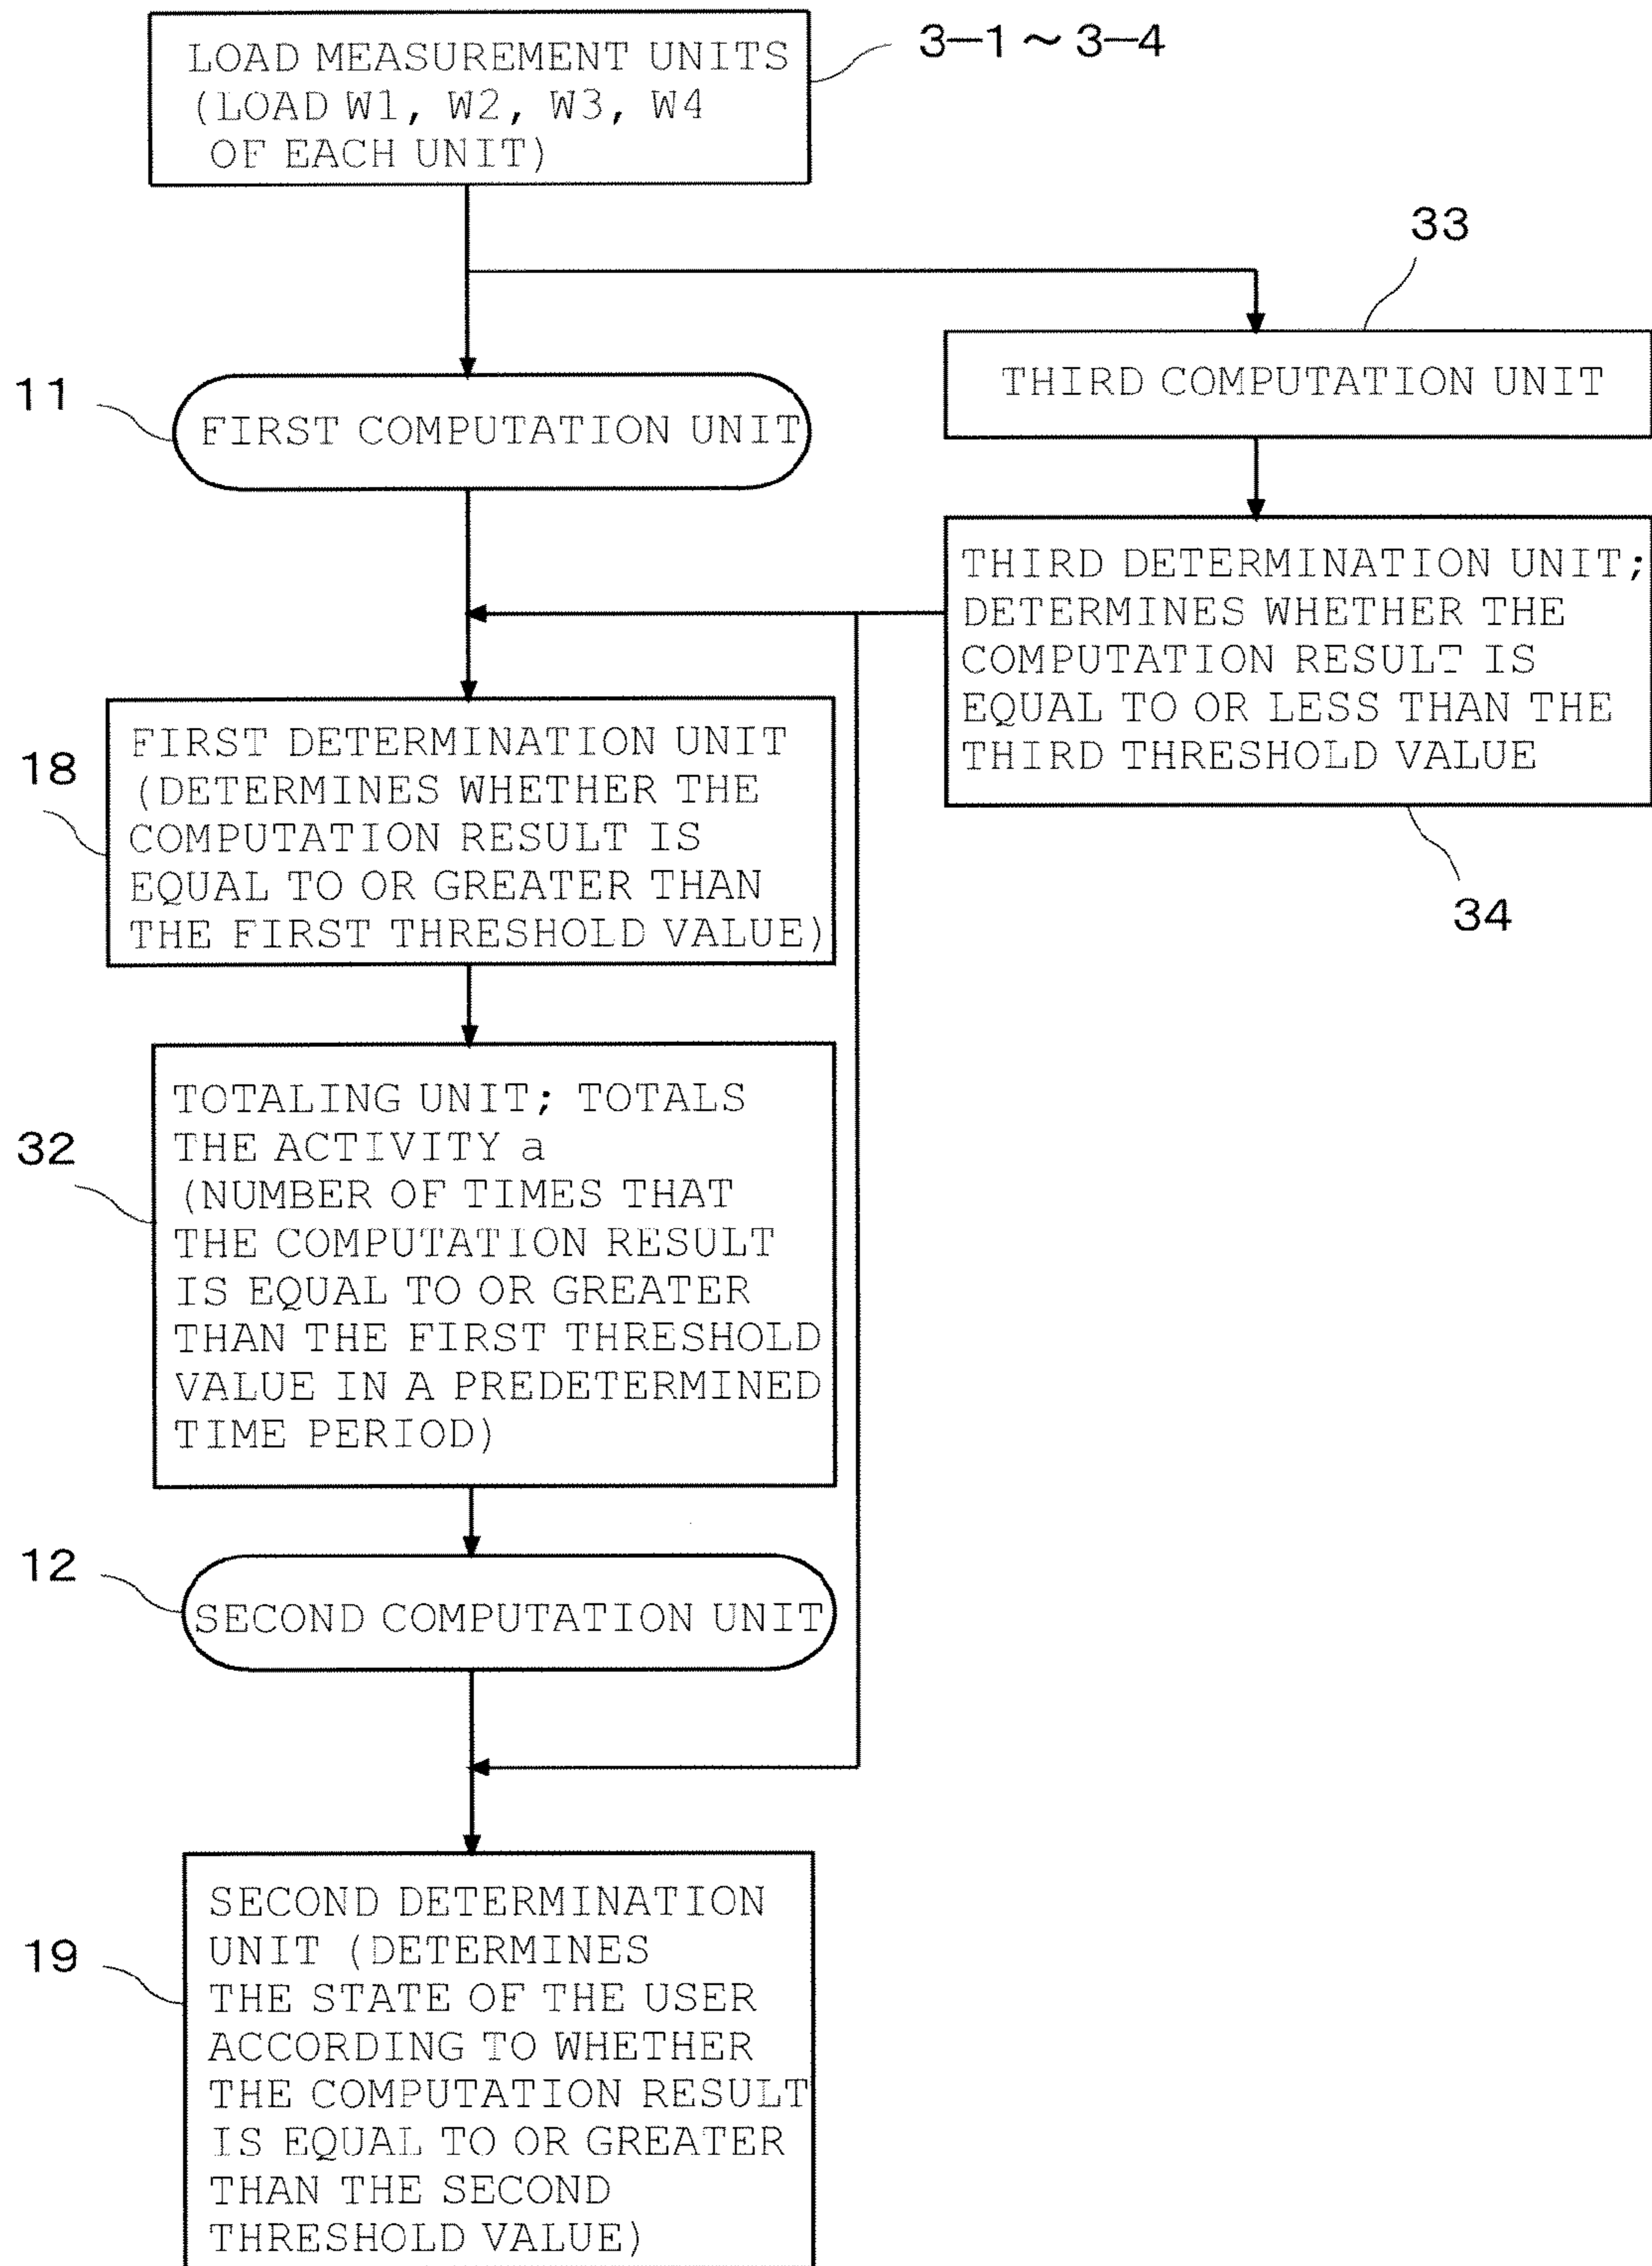 LOAD MEASUREMENT UNITS
(LOAD W1, W2, W3, W4
OF EACH UNIT)
3-1 ~ 3-4
33
THIRD COMPUTATION UNIT
11
FIRST COMPUTATION UNIT
THIRD DETERMINATION UNIT;
DETERMINES WHETHER THE
COMPUTATION RESULT IS
EQUAL TO OR LESS THAN THE
THIRD THRESHOLD VALUE
34
18
FIRST DETERMINATION UNIT
(DETERMINES WHETHER THE
COMPUTATION RESULT IS
EQUAL TO OR GREATER THAN
THE FIRST THRESHOLD VALUE)
32
TOTALING UNIT; TOTALS
THE ACTIVITY a
(NUMBER OF TIMES THAT
THE COMPUTATION RESULT
IS EQUAL TO OR GREATER
THAN THE FIRST THRESHOLD
VALUE IN A PREDETERMINED
TIME PERIOD)
12
SECOND COMPUTATION UNIT
19
SECOND DETERMINATION
UNIT (DETERMINES
THE STATE OF THE USER
ACCORDING TO WHETHER
THE COMPUTATION RESULT
IS EQUAL TO OR GREATER
THAN THE SECOND
THRESHOLD VALUE)